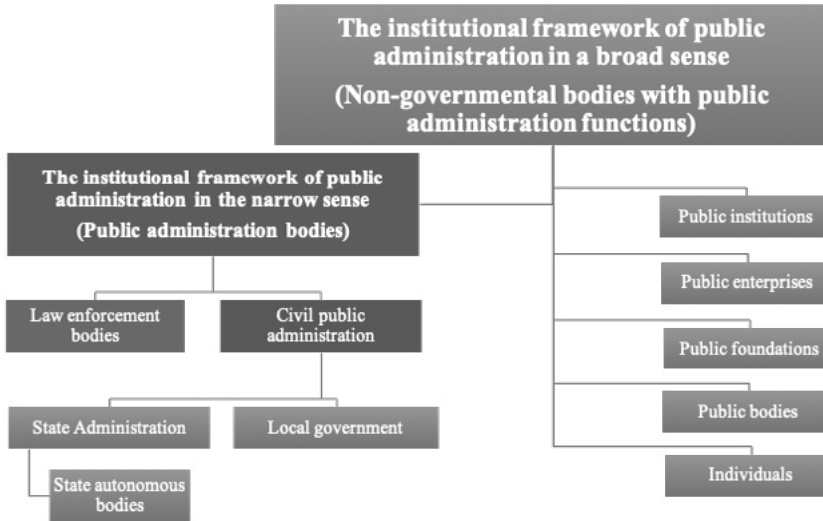 The institutional framework of public
administration in a broad sense
(Non-governmental bodies with public
administration functions)
The institutional framework of public
administration in the narrow sense
(Public administration bodies)
Public institutions
Public enterprises
Law enforcement
bodies
Civil public
administration
Public foundations
Public bodies
State Administration
Local government
Individuals
State autonomous
bodies